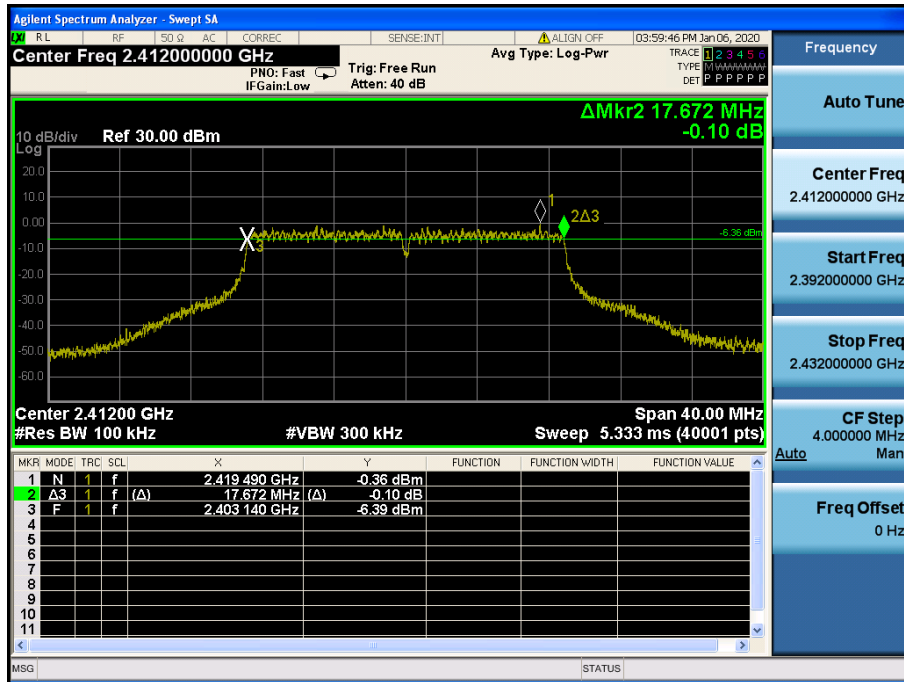 Agilent Spectrum Analyzer - Swept SA
LXI RL RF 50 Ω AC CORREC SENSE:INT ALIGN OFF 03:59:46 PM Jan 06, 2020
Center Freq 2.412000000 GHz
PNO: Fast
IFGain:Low
Trig: Free Run
Atten: 40 dB
Avg Type: Log-Pwr
TRACE 1 2 3 4 5 6
TYPE MWWWWW
DET P P P P P P
ΔMkr2 17.672 MHz
-0.10 dB
10 dB/div Ref 30.00 dBm
Log
20.0
10.0
0.00
-10.0
-20.0
-30.0
-40.0
-50.0
-60.0
1
2Δ3
3
-6.36 dBm
Center 2.41200 GHz Span 40.00 MHz
#Res BW 100 kHz #VBW 300 kHz Sweep 5.333 ms (40001 pts)
MKR MODE TRC SCL X Y FUNCTION FUNCTION WIDTH FUNCTION VALUE
1 N 1 f 2.419 490 GHz -0.36 dBm
2 Δ3 1 f (Δ) 17.672 MHz (Δ) -0.10 dB
3 F 1 f 2.403 140 GHz -6.39 dBm
4
5
6
7
8
9
10
11
MSG STATUS
Frequency
Auto Tune
Center Freq
2.412000000 GHz
Start Freq
2.392000000 GHz
Stop Freq
2.432000000 GHz
CF Step
4.000000 MHz
Auto Man
Freq Offset
0 Hz